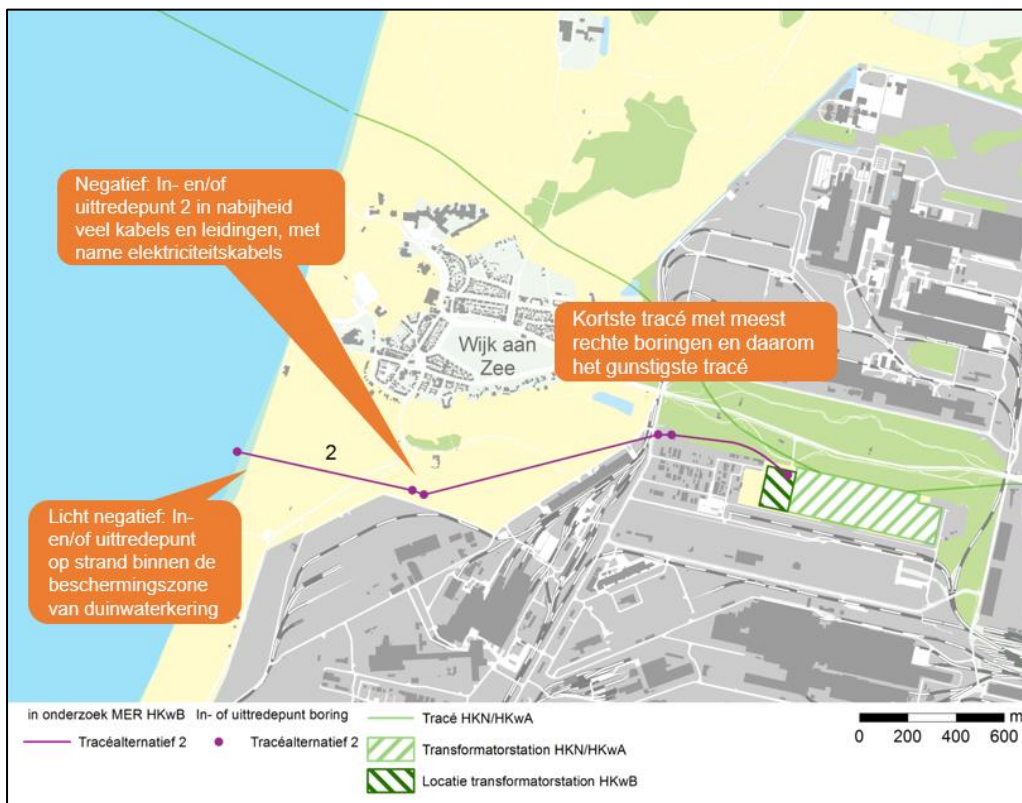 Negatief: In- en/of
uittredepunt 2 in nabijheid
veel kabels en leidingen, met
name elektriciteitskabels
Wijk aan
Zee
Kortste tracé met meest
rechte boringen en daarom
het gunstigste tracé
2
Licht negatief: In-
en/of uittredepunt
op strand binnen de
beschermingszone
van duinwaterkering
in onderzoek MER HKwB
In- of uittredepunt boring
Tracéalternatief 2
Tracéalternatief 2
Tracé HKN/HKwA
Transformatorstation HKN/HKwA
Locatie transformatorstation HKwB
m
0 200 400 600